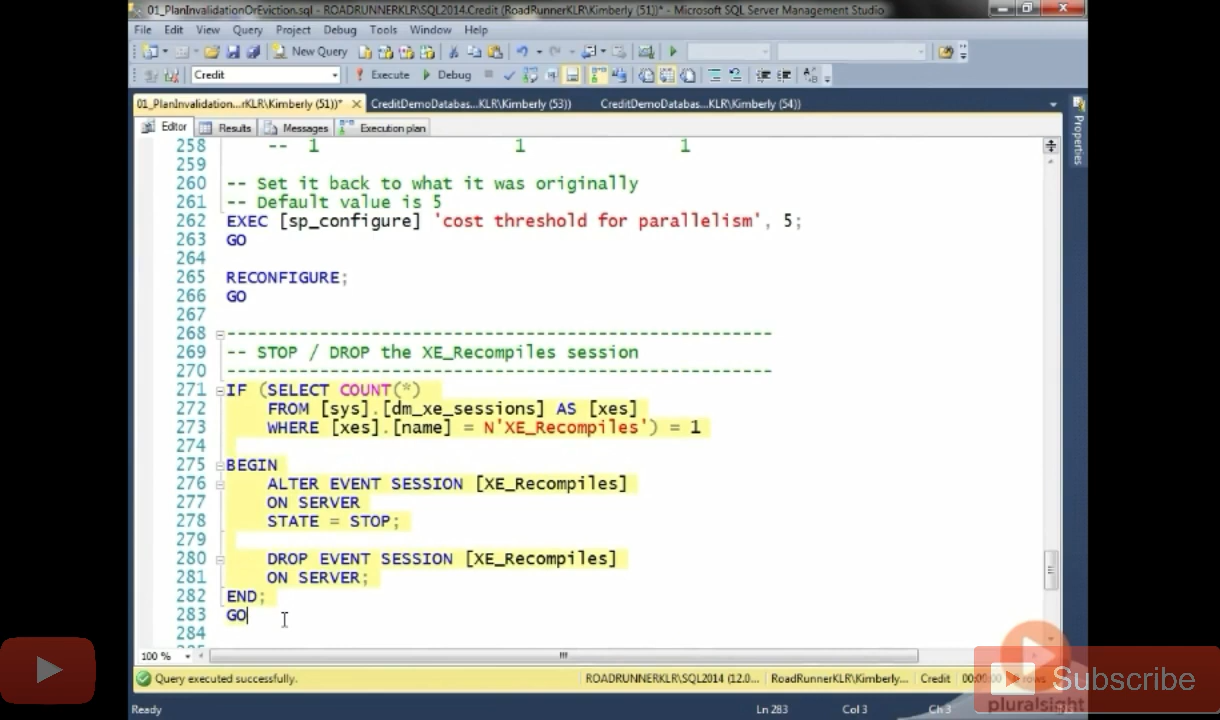 01_PlanInvalidationOrEviction.sql - ROADRUNNERKLR\SQL2014.Credit (RoadRunnerKLR\Kimberly (51))* - Microsoft SQL Server Management Studio
File Edit View Query Project Debug Tools Window Help
New Query
Credit Execute Debug
01_PlanInvalidation...rKLR\Kimberly (51))* CreditDemoDatabas...KLR\Kimberly (53)) CreditDemoDatabas...KLR\Kimberly (54))
Properties
Editor Results Messages Execution plan
258 -- 1 1 1
259
260 -- Set it back to what it was originally
261 -- Default value is 5
262 EXEC [sp_configure] 'cost threshold for parallelism', 5;
263 GO
264
265 RECONFIGURE;
266 GO
267
268 -----------------------------------------------------
269 -- STOP / DROP the XE_Recompiles session
270 -----------------------------------------------------
271 IF (SELECT COUNT(*)
272 FROM [sys].[dm_xe_sessions] AS [xes]
273 WHERE [xes].[name] = N'XE_Recompiles') = 1
274
275 BEGIN
276 ALTER EVENT SESSION [XE_Recompiles]
277 ON SERVER
278 STATE = STOP;
279
280 DROP EVENT SESSION [XE_Recompiles]
281 ON SERVER;
282 END;
283 GO
284
100 %
Query executed successfully. ROADRUNNERKLR\SQL2014 (12.0... RoadRunnerKLR\Kimberly... Credit rows
Subscribe
pluralsight
Ready Ln 283 Col 3 Ch 3